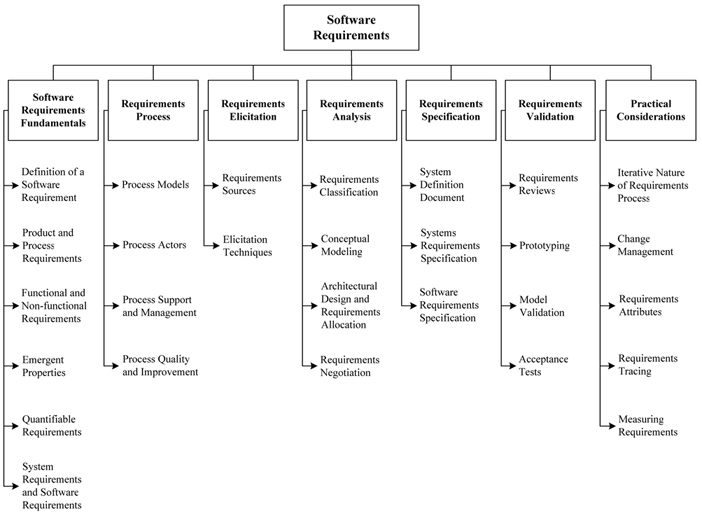 Software
Requirements
Software
Requirements
Fundamentals
Requirements
Process
Requirements
Elicitation
Requirements
Analysis
Requirements
Specification
Requirements
Validation
Practical
Considerations
Definition of a
Software
Requirement
Product and
Process
Requirements
Functional and
Non-functional
Requirements
Emergent
Properties
Quantifiable
Requirements
System
Requirements
and Software
Requirements
Process Models
Process Actors
Process Support
and Management
Process Quality
and Improvement
Requirements
Sources
Elicitation
Techniques
Requirements
Classification
Conceptual
Modeling
Architectural
Design and
Requirements
Allocation
Requirements
Negotiation
System
Definition
Document
Systems
Requirements
Specification
Software
Requirements
Specification
Requirements
Reviews
Prototyping
Model
Validation
Acceptance
Tests
Iterative Nature
of Requirements
Process
Change
Management
Requirements
Attributes
Requirements
Tracing
Measuring
Requirements